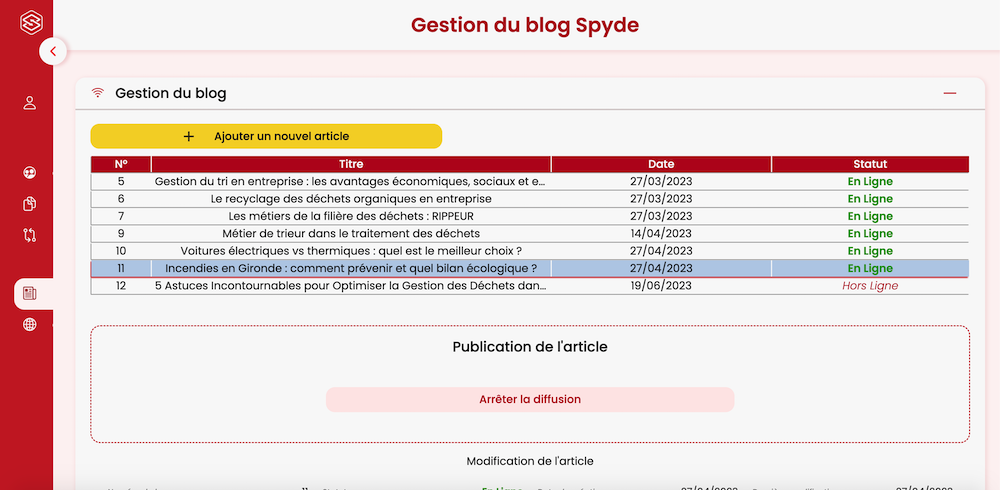 Gestion du blog Spyde
Gestion du blog
+ Ajouter un nouvel article
N° Titre Date Statut
5 Gestion du tri en entreprise : les avantages économiques, sociaux et e... 27/03/2023 En Ligne
6 Le recyclage des déchets organiques en entreprise 27/03/2023 En Ligne
7 Les métiers de la filière des déchets : RIPPEUR 27/03/2023 En Ligne
9 Métier de trieur dans le traitement des déchets 14/04/2023 En Ligne
10 Voitures électriques vs thermiques : quel est le meilleur choix ? 27/04/2023 En Ligne
11 Incendies en Gironde : comment prévenir et quel bilan écologique ? 27/04/2023 En Ligne
12 5 Astuces Incontournables pour Optimiser la Gestion des Déchets dan... 19/06/2023 Hors Ligne
Publication de l'article
Arrêter la diffusion
Modification de l'article